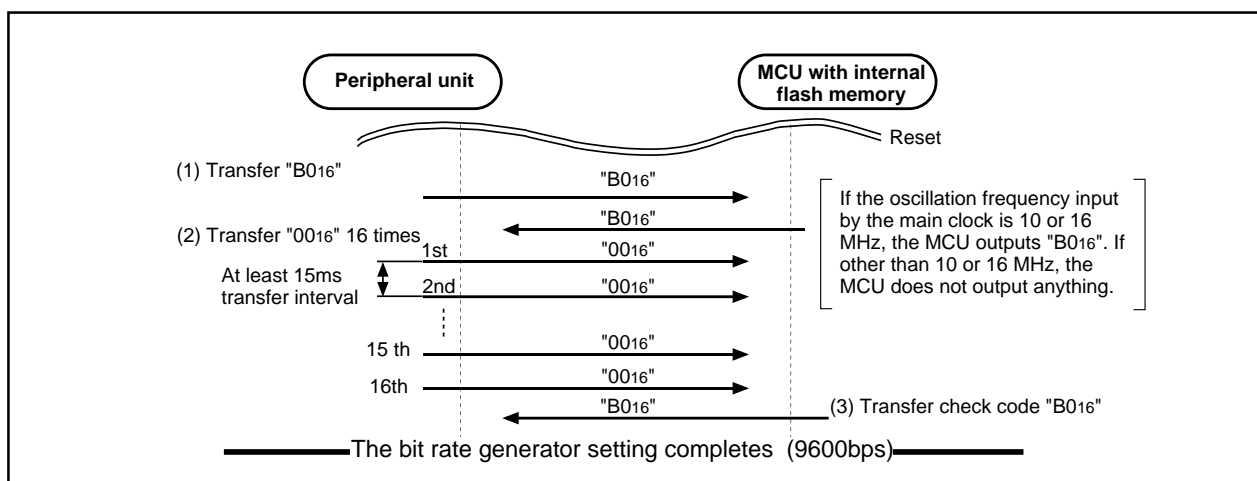 Peripheral unit
MCU with internal
flash memory
Reset
(1) Transfer "B016"
"B016"
"B016"
If the oscillation frequency input
by the main clock is 10 or 16
MHz, the MCU outputs "B016". If
other than 10 or 16 MHz, the
MCU does not output anything.
(2) Transfer "0016" 16 times
1st
"0016"
At least 15ms
transfer interval
2nd
"0016"
15 th
"0016"
16th
"0016"
"B016"
(3) Transfer check code "B016"
The bit rate generator setting completes (9600bps)